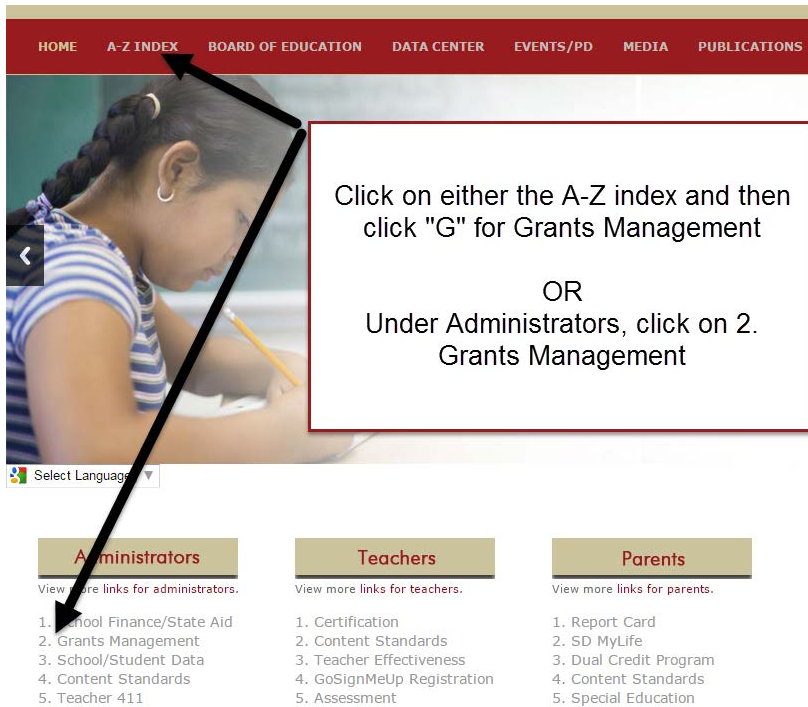 HOME A-Z INDEX BOARD OF EDUCATION DATA CENTER EVENTS/PD MEDIA PUBLICATIONS
Click on either the A-Z index and then
click "G" for Grants Management
OR
Under Administrators, click on 2.
Grants Management
Select Language ▼
Administrators
View more links for administrators.
1. School Finance/State Aid
2. Grants Management
3. School/Student Data
4. Content Standards
5. Teacher 411
Teachers
View more links for teachers.
1. Certification
2. Content Standards
3. Teacher Effectiveness
4. GoSignMeUp Registration
5. Assessment
Parents
View more links for parents.
1. Report Card
2. SD MyLife
3. Dual Credit Program
4. Content Standards
5. Special Education